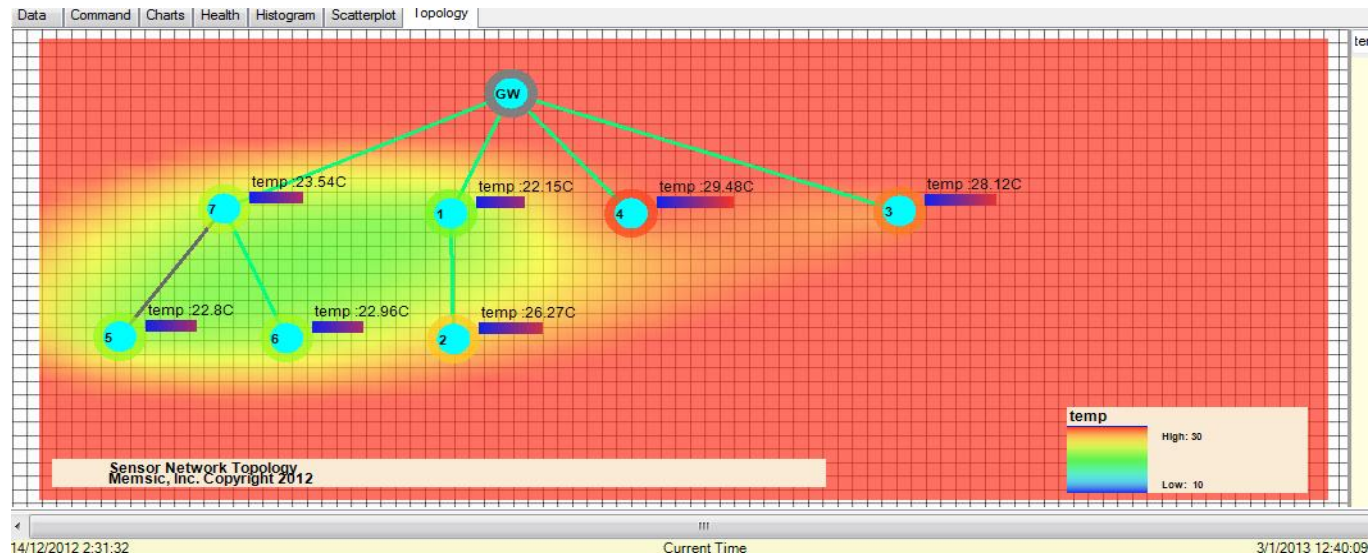 Data Command Charts Health Histogram Scatterplot Topology
GW
temp :23.54C
7
temp :22.15C
1
temp :29.48C
4
temp :28.12C
3
temp :22.8C
5
temp :22.96C
6
temp :26.27C
2
temp
High: 30
Low: 10
Sensor Network Topology
Memsic, Inc. Copyright 2012
14/12/2012 2:31:32 Current Time 3/1/2013 12:40:09